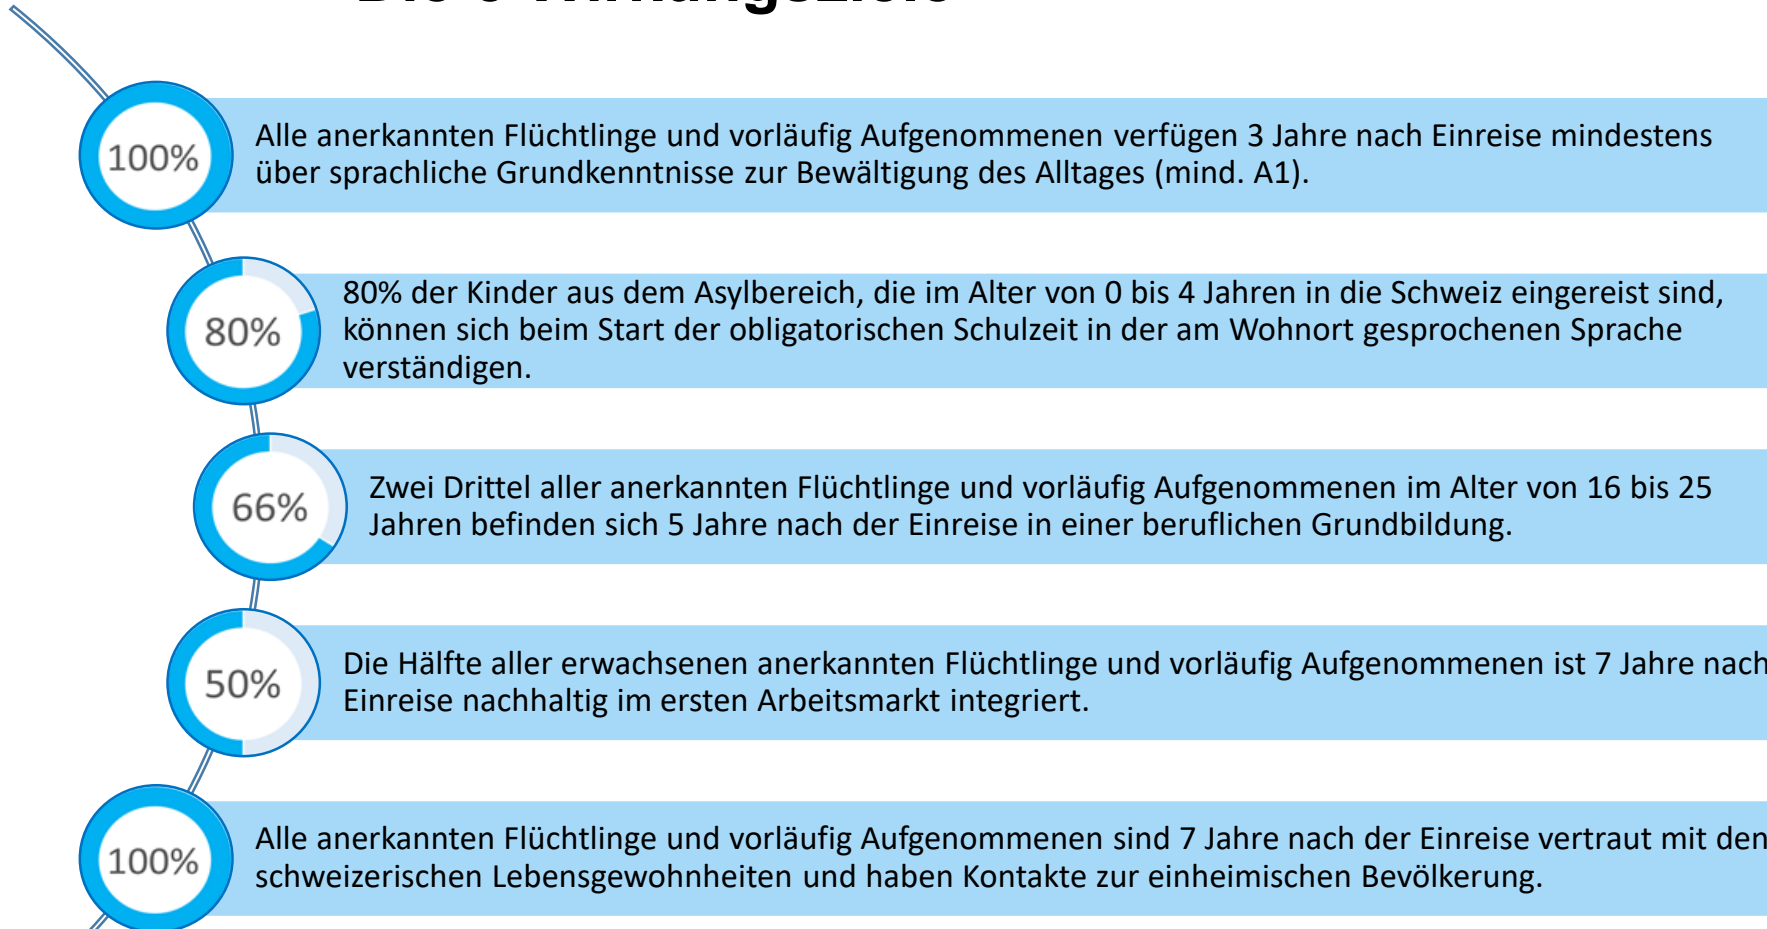 Die 5 Wirkungsziele
100%
Alle anerkannten Flüchtlinge und vorläufig Aufgenommenen verfügen 3 Jahre nach Einreise mindestens
über sprachliche Grundkenntnisse zur Bewältigung des Alltages (mind. A1).
80%
80% der Kinder aus dem Asylbereich, die im Alter von 0 bis 4 Jahren in die Schweiz eingereist sind,
können sich beim Start der obligatorischen Schulzeit in der am Wohnort gesprochenen Sprache
verständigen.
66%
Zwei Drittel aller anerkannten Flüchtlinge und vorläufig Aufgenommenen im Alter von 16 bis 25
Jahren befinden sich 5 Jahre nach der Einreise in einer beruflichen Grundbildung.
50%
Die Hälfte aller erwachsenen anerkannten Flüchtlinge und vorläufig Aufgenommenen ist 7 Jahre nach
Einreise nachhaltig im ersten Arbeitsmarkt integriert.
100%
Alle anerkannten Flüchtlinge und vorläufig Aufgenommenen sind 7 Jahre nach der Einreise vertraut mit den
schweizerischen Lebensgewohnheiten und haben Kontakte zur einheimischen Bevölkerung.